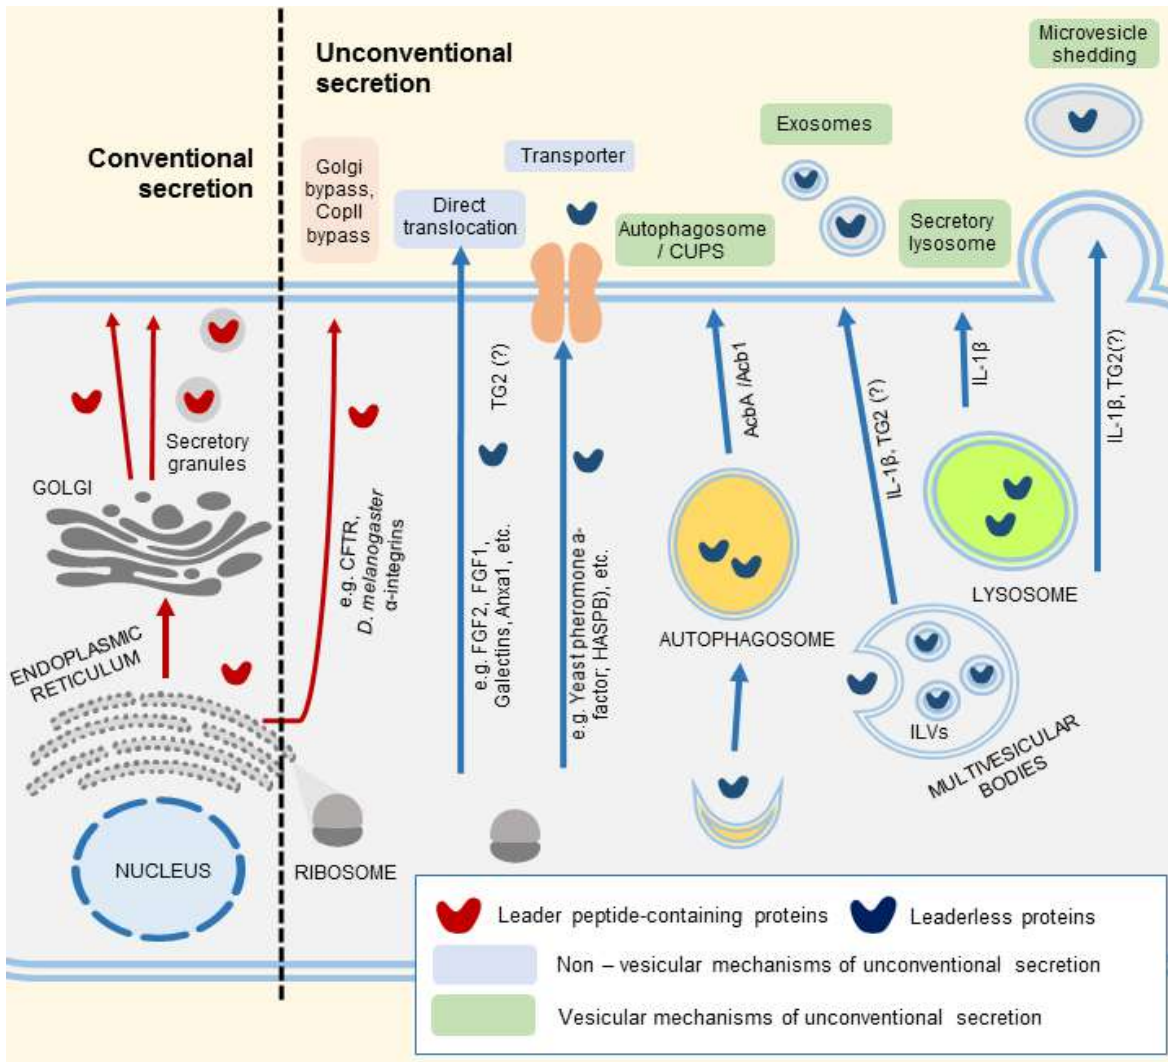 Unconventional
secretion
Conventional
secretion
Golgi
bypass,
CopII
bypass
Direct
translocation
Transporter
Autophagosome
/ CUPS
Exosomes
Secretory
lysosome
Microvesicle
shedding
Secretory
granules
GOLGI
ENDOPLASMIC
RETICULUM
NUCLEUS
RIBOSOME
e.g. CFTR,
D. melanogaster
α-integrins
TG2 (?)
e.g. FGF2, FGF1,
Galectins, Anxa1, etc.
e.g. Yeast pheromone a-
factor, HASPB), etc.
AcbA /Acb1
AUTOPHAGOSOME
IL-1β, TG2 (?)
IL-1β
LYSOSOME
IL-1β, TG2(?)
ILVs
MULTIVESICULAR
BODIES
Leader peptide-containing proteins
Leaderless proteins
Non – vesicular mechanisms of unconventional secretion
Vesicular mechanisms of unconventional secretion